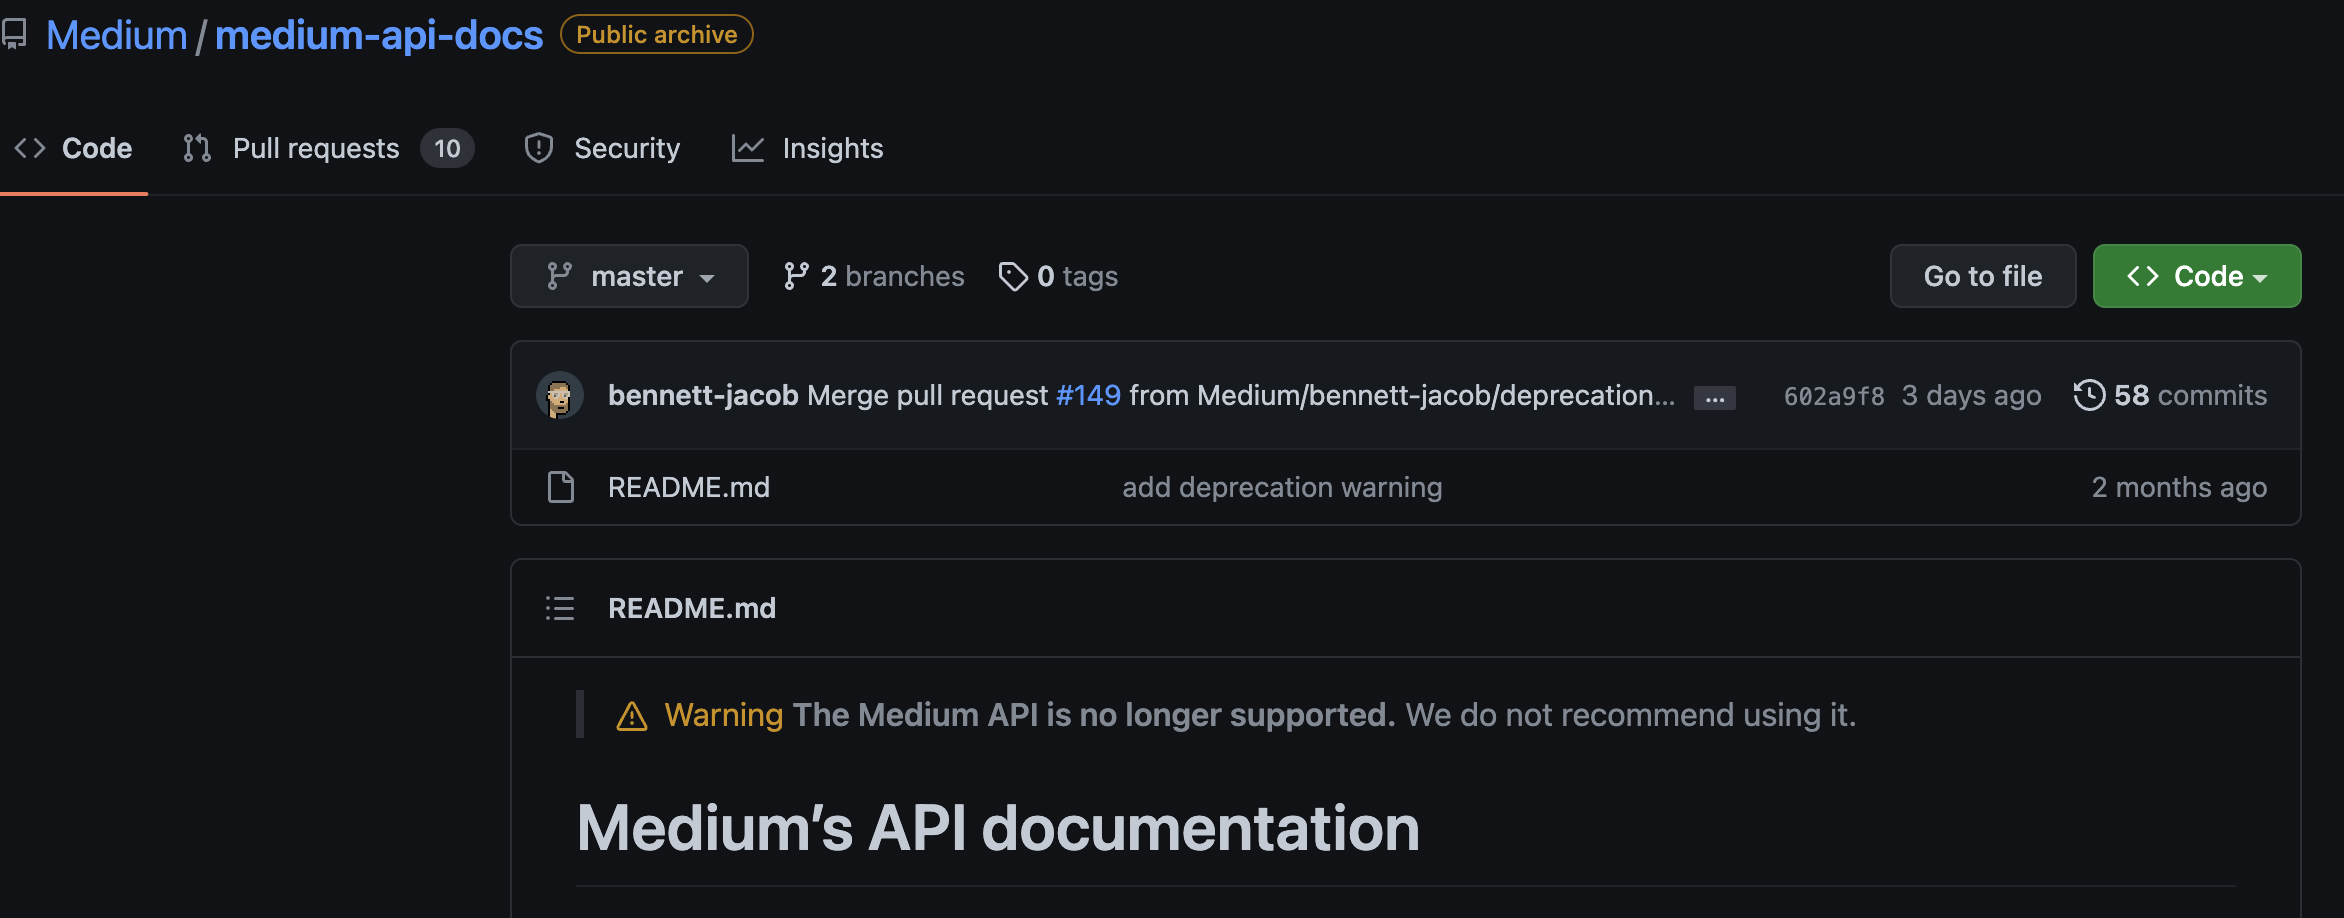 Medium / medium-api-docs Public archive
Code Pull requests 10 Security Insights
master 2 branches 0 tags Go to file Code
bennett-jacob Merge pull request #149 from Medium/bennett-jacob/deprecation... ... 602a9f8 3 days ago 58 commits
README.md add deprecation warning 2 months ago
README.md
Warning The Medium API is no longer supported. We do not recommend using it.
Medium’s API documentation